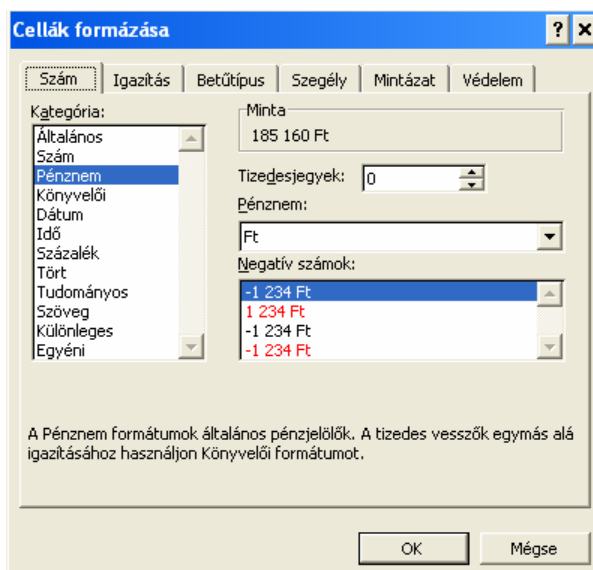 Cellák formázása
Szám Igazítás Betűtípus Szegély Mintázat Védelem
Kategória:
Általános
Szám
Pénznem
Könyvelői
Dátum
Idő
Százalék
Tört
Tudományos
Szöveg
Különleges
Egyéni
Minta
185 160 Ft
Tizedesjegyek: 0
Pénznem:
Ft
Negatív számok:
-1 234 Ft
1 234 Ft
-1 234 Ft
-1 234 Ft
A Pénznem formátumok általános pénzjelölők. A tizedes vesszők egymás alá
igazításához használjon Könyvelői formátumot.
OK Mégse